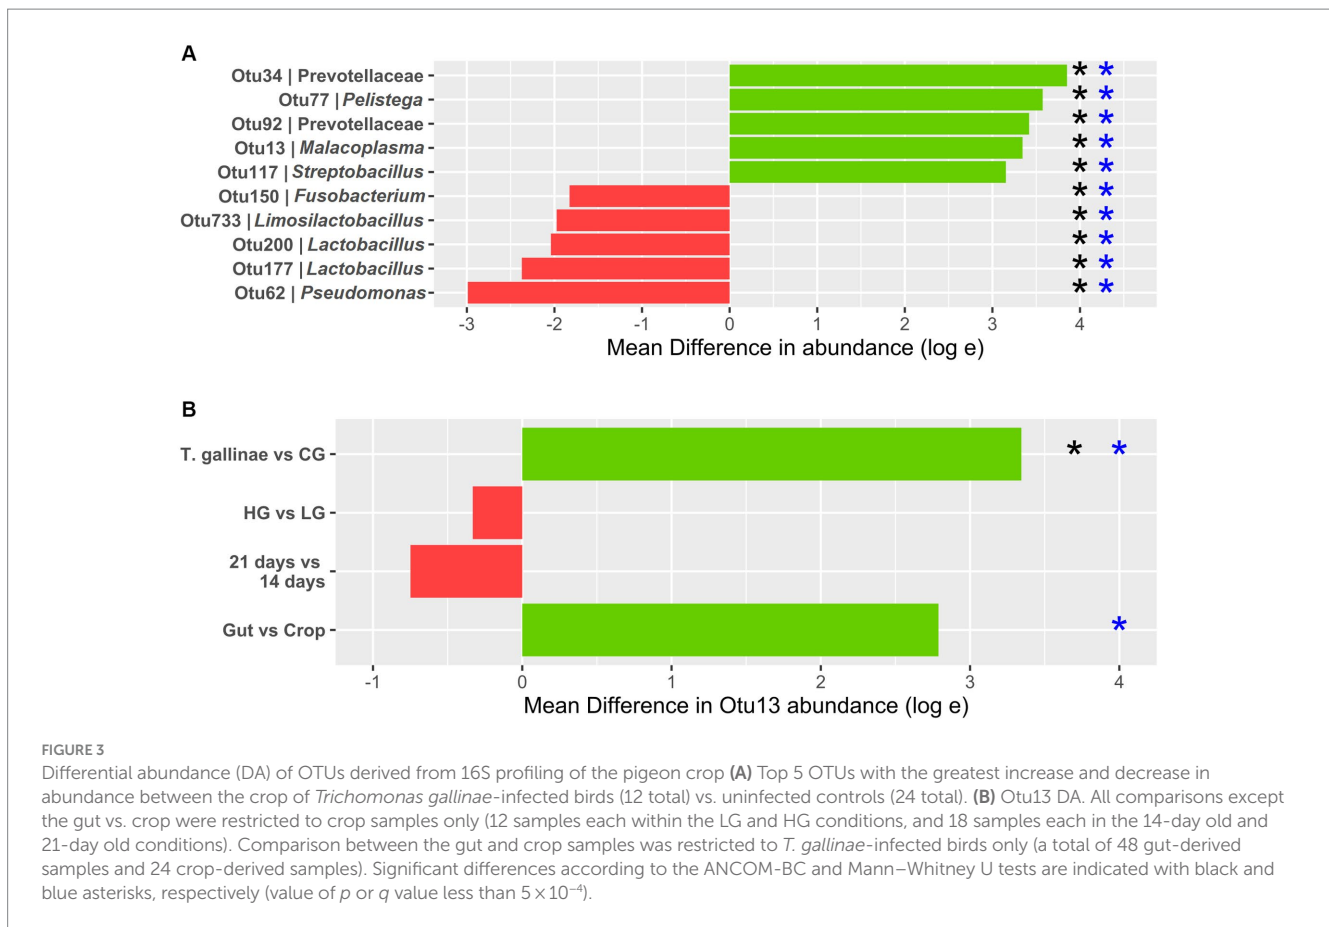 A
Otu34 | Prevotellaceae
Otu77 | Pelistega
Otu92 | Prevotellaceae
Otu13 | Malacoplasma
Otu117 | Streptobacillus
Otu150 | Fusobacterium
Otu733 | Limosilactobacillus
Otu200 | Lactobacillus
Otu177 | Lactobacillus
Otu62 | Pseudomonas
* *
* *
* *
* *
* *
* *
* *
* *
* *
* *
-3 -2 -1 0 1 2 3 4
Mean Difference in abundance (log e)
B
T. gallinae vs CG
* *
HG vs LG
21 days vs
14 days
Gut vs Crop
*
-1 0 1 2 3 4
Mean Difference in Otu13 abundance (log e)
FIGURE 3
Differential abundance (DA) of OTUs derived from 16S profiling of the pigeon crop (A) Top 5 OTUs with the greatest increase and decrease in
abundance between the crop of Trichomonas gallinae-infected birds (12 total) vs. uninfected controls (24 total). (B) Otu13 DA. All comparisons except
the gut vs. crop were restricted to crop samples only (12 samples each within the LG and HG conditions, and 18 samples each in the 14-day old and
21-day old conditions). Comparison between the gut and crop samples was restricted to T. gallinae-infected birds only (a total of 48 gut-derived
samples and 24 crop-derived samples). Significant differences according to the ANCOM-BC and Mann–Whitney U tests are indicated with black and
blue asterisks, respectively (value of p or q value less than 5 × 10⁻⁴).